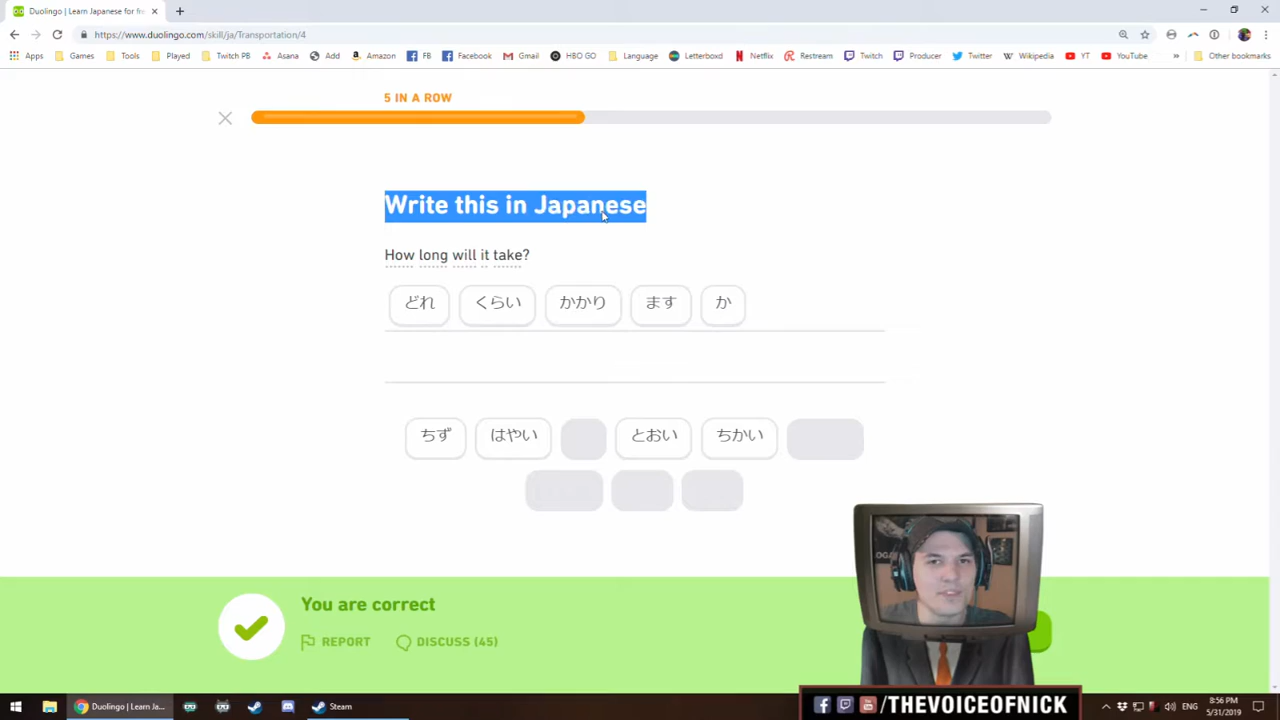 Duolingo | Learn Japanese for fre
https://www.duolingo.com/skill/ja/Transportation/4
Apps Games Tools Played Twitch PB Asana Add Amazon FB Facebook Gmail HBO GO Language Letterboxd Netflix Restream Twitch Producer Twitter Wikipedia YT YouTube » Other bookmarks
5 IN A ROW
Write this in Japanese
How long will it take?
どれ くらい かかり ます か
ちず はやい とおい ちかい
You are correct
REPORT DISCUSS (45)
/THEVOICEOFNICK
Duolingo | Learn Ja... Steam ENG 8:56 PM
5/31/2019